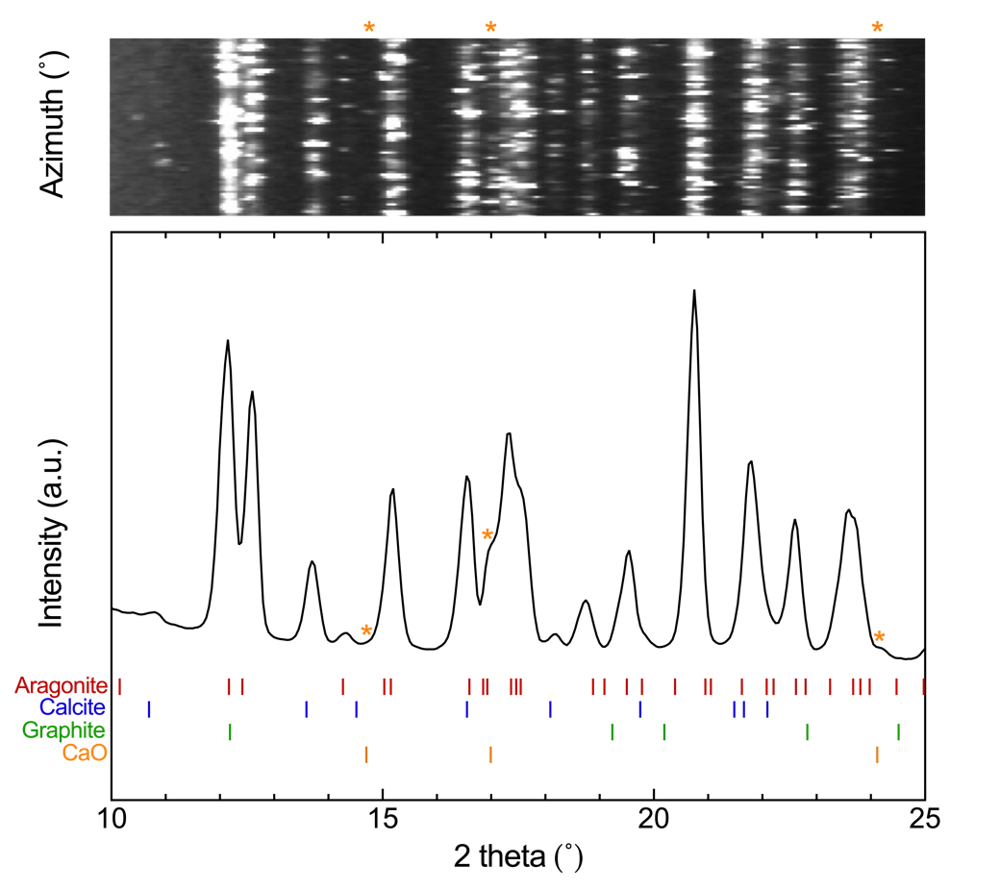 * * *
Azimuth (˚)
Intensity (a.u.)
*
*
*
Aragonite
Calcite
Graphite
CaO
10 15 20 25
2 theta (˚)